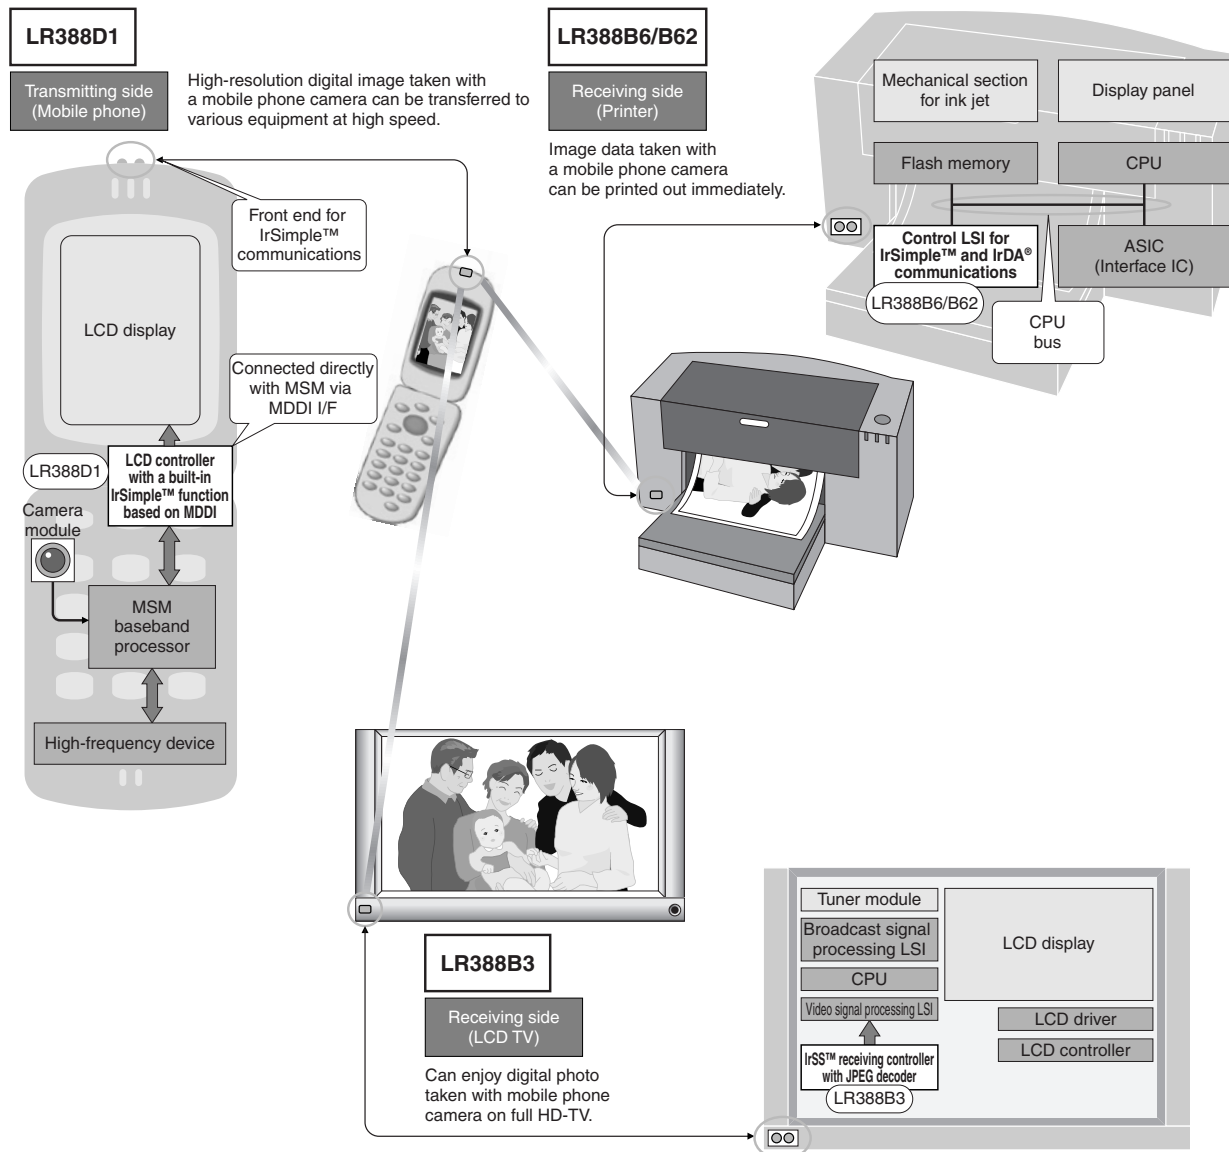 LR388D1
Transmitting side
(Mobile phone)
High-resolution digital image taken with
a mobile phone camera can be transferred to
various equipment at high speed.
Front end for
IrSimple™
communications
LCD display
Connected directly
with MSM via
MDDI I/F
LR388D1
LCD controller
with a built-in
IrSimple™ function
based on MDDI
Camera
module
MSM
baseband
processor
High-frequency device
LR388B6/B62
Receiving side
(Printer)
Image data taken with
a mobile phone camera
can be printed out immediately.
Mechanical section
for ink jet
Display panel
Flash memory
CPU
Control LSI for
IrSimple™ and IrDA®
communications
LR388B6/B62
ASIC
(Interface IC)
CPU
bus
LR388B3
Receiving side
(LCD TV)
Can enjoy digital photo
taken with mobile phone
camera on full HD-TV.
Tuner module
Broadcast signal
processing LSI
CPU
Video signal processing LSI
IrSS™ receiving controller
with JPEG decoder
LR388B3
LCD display
LCD driver
LCD controller